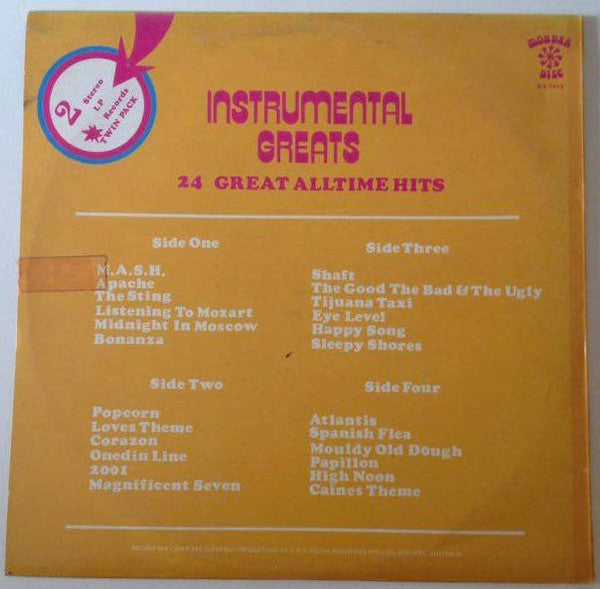 2
Stereo
LP
Records
TWIN PACK
WONDER
DISC
INSTRUMENTAL
GREATS
24 GREAT ALLTIME HITS
Side One
M.A.S.H.
Apache
The Sting
Listening To Mozart
Midnight In Moscow
Bonanza
Side Two
Popcorn
Loves Theme
Corazon
Onedin Line
2001
Magnificent Seven
Side Three
Shaft
The Good The Bad & The Ugly
Tijuana Taxi
Eye Level
Happy Song
Sleepy Shores
Side Four
Atlantis
Spanish Flea
Mouldy Old Dough
Papillon
High Noon
Caines Theme